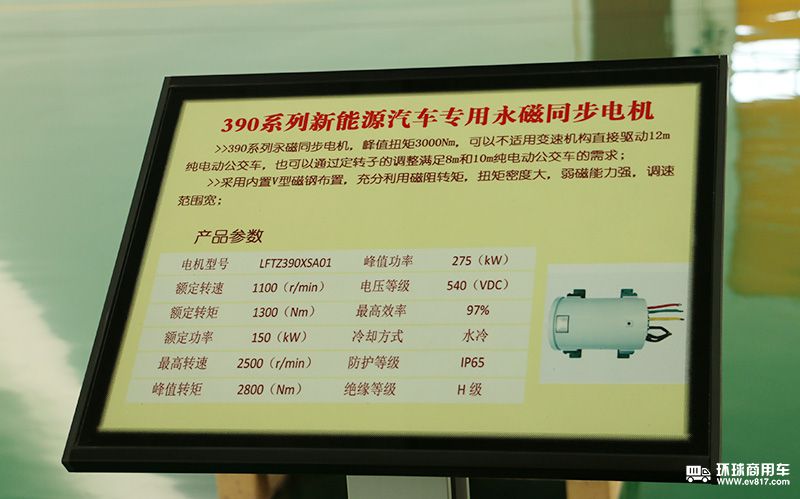 390系列新能源汽车专用永磁同步电机
>>390系列永磁同步电机，峰值扭矩3000Nm，可以不适用变速机构直接驱动12m
纯电动公交车，也可以通过定转子的调整满足8m和10m纯电动公交车的需求；
>>采用内置V型磁钢布置，充分利用磁阻转矩，扭矩密度大，弱磁能力强，调速
范围宽；
产品参数
电机型号 LFTZ390XSA01 峰值功率 275（kW）
额定转速 1100（r/min） 电压等级 540（VDC）
额定转矩 1300（Nm） 最高效率 97%
额定功率 150（kW） 冷却方式 水冷
最高转速 2500（r/min） 防护等级 IP65
峰值转矩 2800（Nm） 绝缘等级 H 级
环球商用车
www.ev817.com